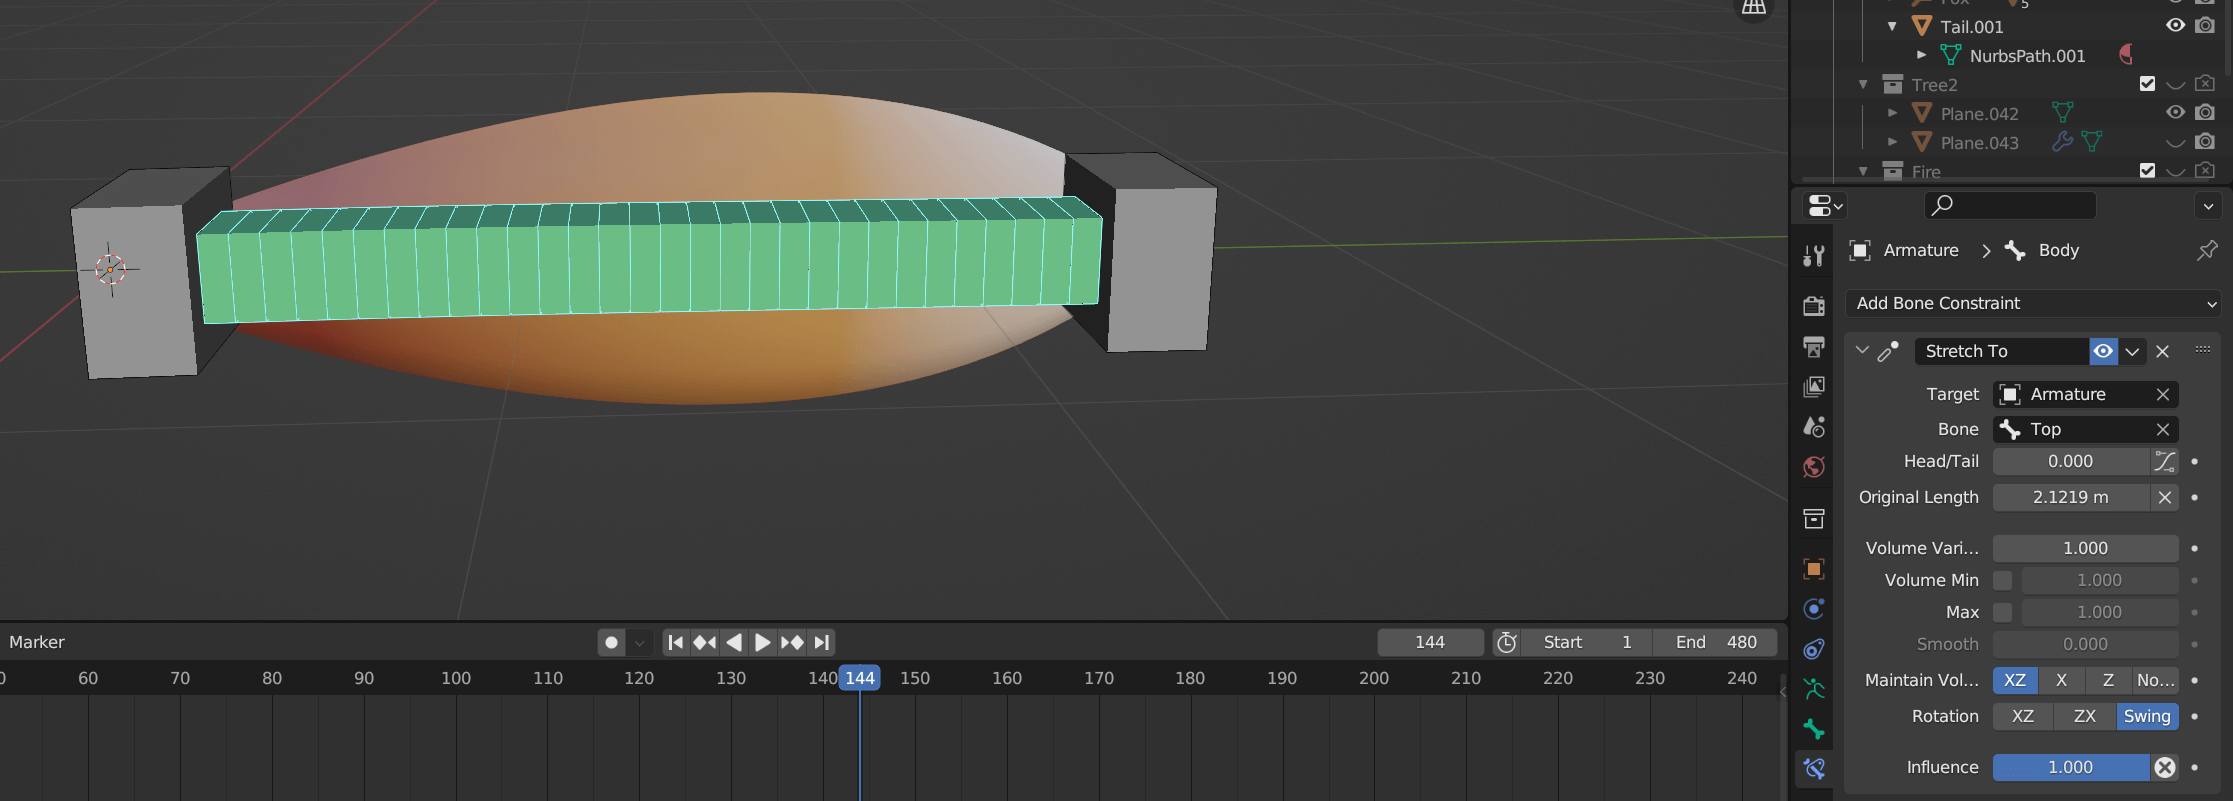 Fox 5
Tail.001
NurbsPath.001
Tree2
Plane.042
Plane.043
Fire
Armature > Body
Add Bone Constraint
Stretch To
Target Armature
Bone Top
Head/Tail 0.000
Original Length 2.1219 m
Volume Vari... 1.000
Volume Min 1.000
Max 1.000
Smooth 0.000
Maintain Vol... XZ X Z No...
Rotation XZ ZX Swing
Influence 1.000
Marker 144 Start 1 End 480
0 60 70 80 90 100 110 120 130 140 144 150 160 170 180 190 200 210 220 230 240